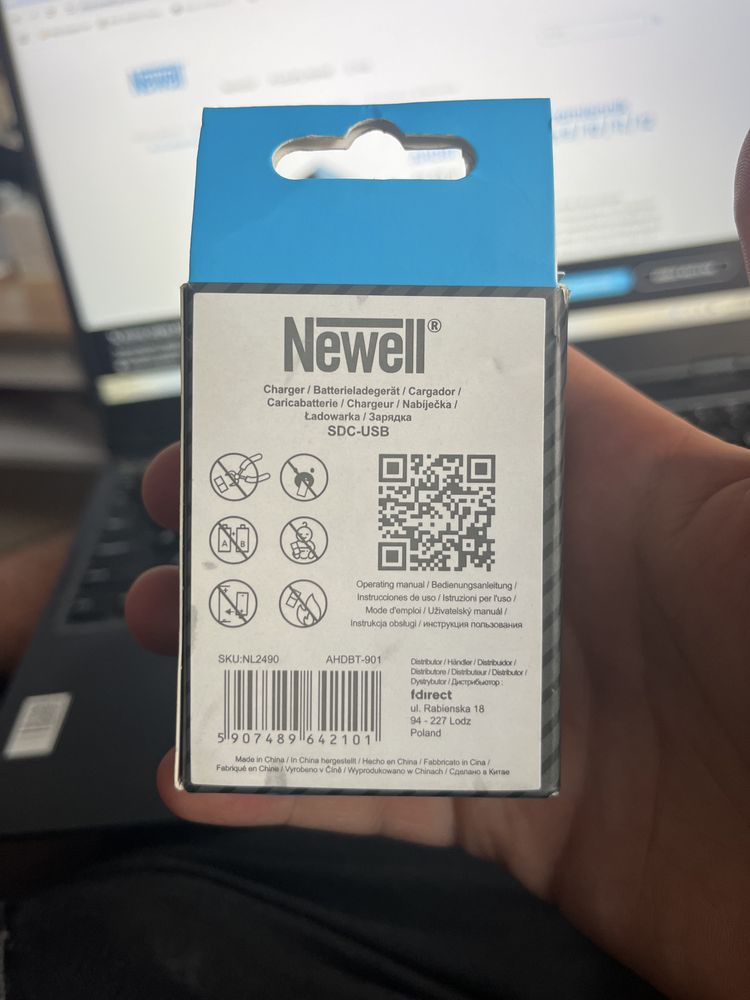 Newell
Newell®
Charger / Batterieladegerät / Cargador /
Caricabatterie / Chargeur / Nabíječka /
Ładowarka / Зарядка
SDC-USB
A B
Operating manual / Bedienungsanleitung /
Instrucciones de uso / Istruzioni per l'uso /
Mode d'emploi / Uživatelský manuál /
Instrukcja obsługi / инструкция пользования
SKU:NL2490 AHDBT-901
5 907489 642101
Distributor / Händler / Distribuidor /
Distributore / Distributeur / Distributor /
Dystrybutor / Дистрибьютор :
fdirect
ul. Rabienska 18
94 - 227 Lodz
Poland
Made in China / In China hergestellt / Hecho en China / Fabbricato in Cina /
Fabriqué en Chine / Vyrobeno v Číně / Wyprodukowano w Chinach / Сделано в Китае